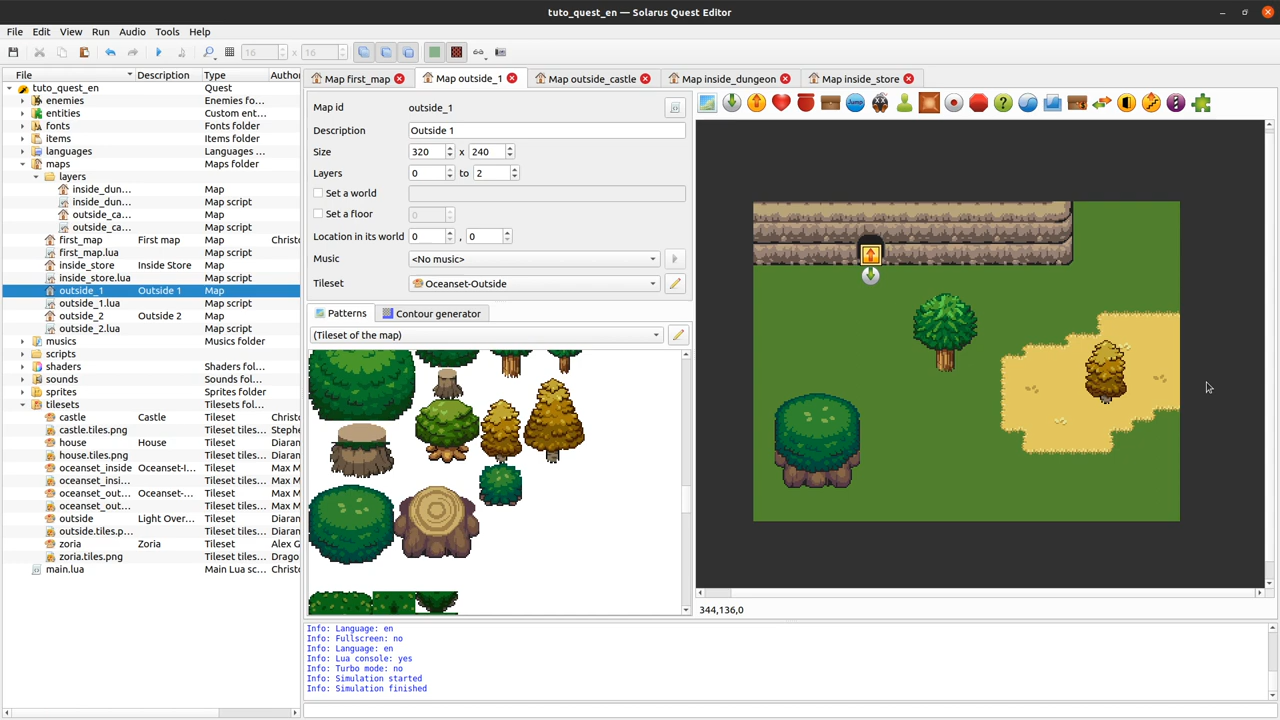 tuto_quest_en — Solarus Quest Editor
File Edit View Run Audio Tools Help
16 x 16
File Description Type Author
tuto_quest_en Quest
enemies Enemies fo...
entities Custom ent...
fonts Fonts folder
items Items folder
languages Languages ...
maps Maps folder
layers
inside_dun... Map
inside_dun... Map script
outside_ca... Map
outside_ca... Map script
first_map First map Map Christo
first_map.lua Map script
inside_store Inside Store Map
inside_store.lua Map script
outside_1 Outside 1 Map
outside_1.lua Map script
outside_2 Outside 2 Map
outside_2.lua Map script
musics Musics folder
scripts
shaders Shaders fol...
sounds Sounds fol...
sprites Sprites folder
tilesets Tilesets fol...
castle Castle Tileset Christo
castle.tiles.png Tileset tiles... Stephe
house House Tileset Diaran
house.tiles.png Tileset tiles... Diaran
oceanset_inside Oceanset-I... Tileset Max M
oceanset_insi... Tileset tiles... Max M
oceanset_out... Oceanset-... Tileset Max M
oceanset_out... Tileset tiles... Max M
outside Light Over... Tileset Diaran
outside.tiles.p... Tileset tiles... Diaran
zoria Zoria Tileset Alex G
zoria.tiles.png Tileset tiles... Drago
main.lua Main Lua sc... Christo
Map first_map Map outside_1 Map outside_castle Map inside_dungeon Map inside_store
Map id outside_1
Description Outside 1
Size 320 x 240
Layers 0 to 2
Set a world
Set a floor 0
Location in its world 0 , 0
Music <No music>
Tileset Oceanset-Outside
Patterns Contour generator
(Tileset of the map)
Jump
344,136,0
Info: Language: en
Info: Fullscreen: no
Info: Language: en
Info: Lua console: yes
Info: Turbo mode: no
Info: Simulation started
Info: Simulation finished